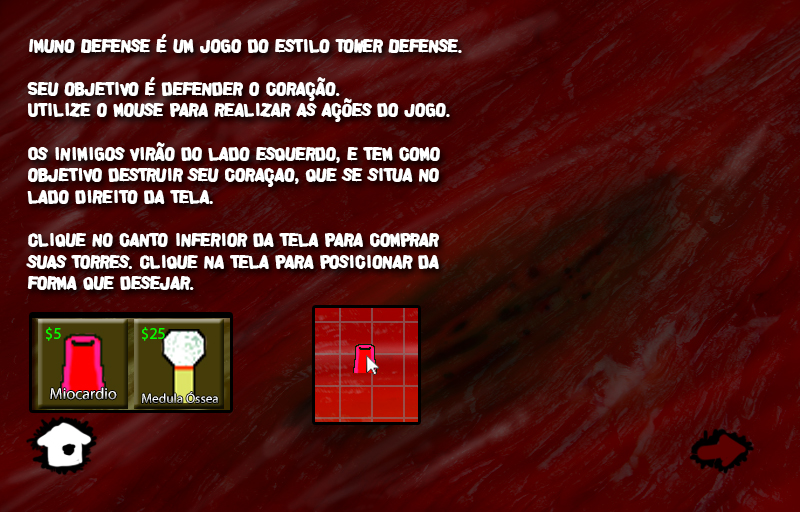 IMUNO DEFENSE É UM JOGO DO ESTILO TOWER DEFENSE.
SEU OBJETIVO É DEFENDER O CORAÇÃO.
UTILIZE O MOUSE PARA REALIZAR AS AÇÕES DO JOGO.
OS INIMIGOS VIRÃO DO LADO ESQUERDO, E TEM COMO
OBJETIVO DESTRUIR SEU CORAÇAO, QUE SE SITUA NO
LADO DIREITO DA TELA.
CLIQUE NO CANTO INFERIOR DA TELA PARA COMPRAR
SUAS TORRES. CLIQUE NA TELA PARA POSICIONAR DA
FORMA QUE DESEJAR.
$5 $25
Miocardio Medula Óssea